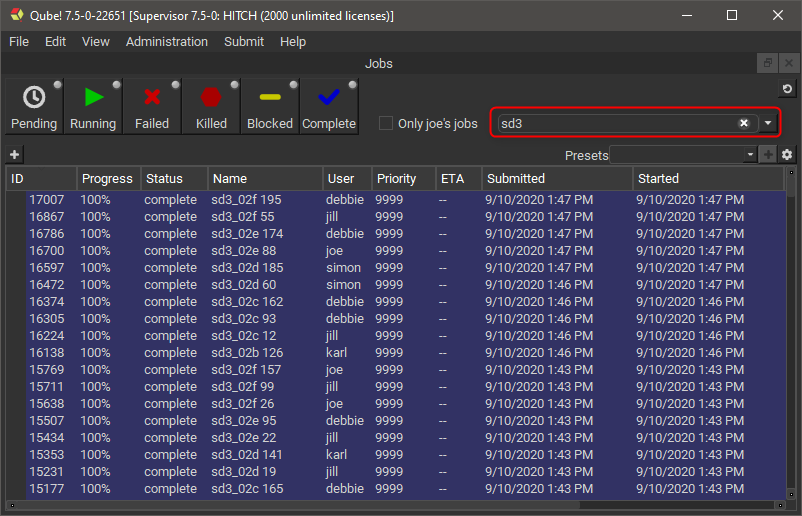 Qube! 7.5-0-22651 [Supervisor 7.5-0: HITCH (2000 unlimited licenses)]
File Edit View Administration Submit Help
Jobs
Pending Running Failed Killed Blocked Complete Only joe's jobs sd3
Presets
ID Progress Status Name User Priority ETA Submitted Started
17007 100% complete sd3_02f 195 debbie 9999 -- 9/10/2020 1:47 PM 9/10/2020 1:47 PM
16867 100% complete sd3_02f 55 jill 9999 -- 9/10/2020 1:47 PM 9/10/2020 1:47 PM
16786 100% complete sd3_02e 174 debbie 9999 -- 9/10/2020 1:47 PM 9/10/2020 1:47 PM
16700 100% complete sd3_02e 88 joe 9999 -- 9/10/2020 1:47 PM 9/10/2020 1:47 PM
16597 100% complete sd3_02d 185 simon 9999 -- 9/10/2020 1:47 PM 9/10/2020 1:47 PM
16472 100% complete sd3_02d 60 simon 9999 -- 9/10/2020 1:46 PM 9/10/2020 1:47 PM
16374 100% complete sd3_02c 162 debbie 9999 -- 9/10/2020 1:46 PM 9/10/2020 1:46 PM
16305 100% complete sd3_02c 93 debbie 9999 -- 9/10/2020 1:46 PM 9/10/2020 1:46 PM
16224 100% complete sd3_02c 12 jill 9999 -- 9/10/2020 1:46 PM 9/10/2020 1:46 PM
16138 100% complete sd3_02b 126 karl 9999 -- 9/10/2020 1:46 PM 9/10/2020 1:46 PM
15769 100% complete sd3_02f 157 joe 9999 -- 9/10/2020 1:43 PM 9/10/2020 1:43 PM
15711 100% complete sd3_02f 99 jill 9999 -- 9/10/2020 1:43 PM 9/10/2020 1:43 PM
15638 100% complete sd3_02f 26 joe 9999 -- 9/10/2020 1:43 PM 9/10/2020 1:43 PM
15507 100% complete sd3_02e 95 debbie 9999 -- 9/10/2020 1:43 PM 9/10/2020 1:43 PM
15434 100% complete sd3_02e 22 jill 9999 -- 9/10/2020 1:43 PM 9/10/2020 1:43 PM
15353 100% complete sd3_02d 141 karl 9999 -- 9/10/2020 1:43 PM 9/10/2020 1:43 PM
15231 100% complete sd3_02d 19 jill 9999 -- 9/10/2020 1:43 PM 9/10/2020 1:43 PM
15177 100% complete sd3_02c 165 debbie 9999 -- 9/10/2020 1:43 PM 9/10/2020 1:43 PM